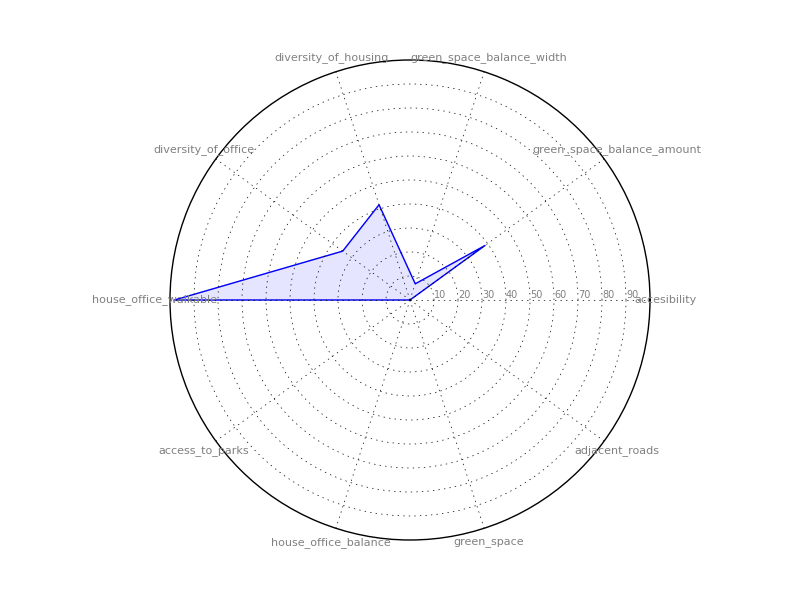 diversity_of_housing
green_space_balance_width
diversity_of_office
green_space_balance_amount
house_office_walkable
10 20 30 40 50 60 70 80 90
accesibility
access_to_parks
adjacent_roads
house_office_balance
green_space